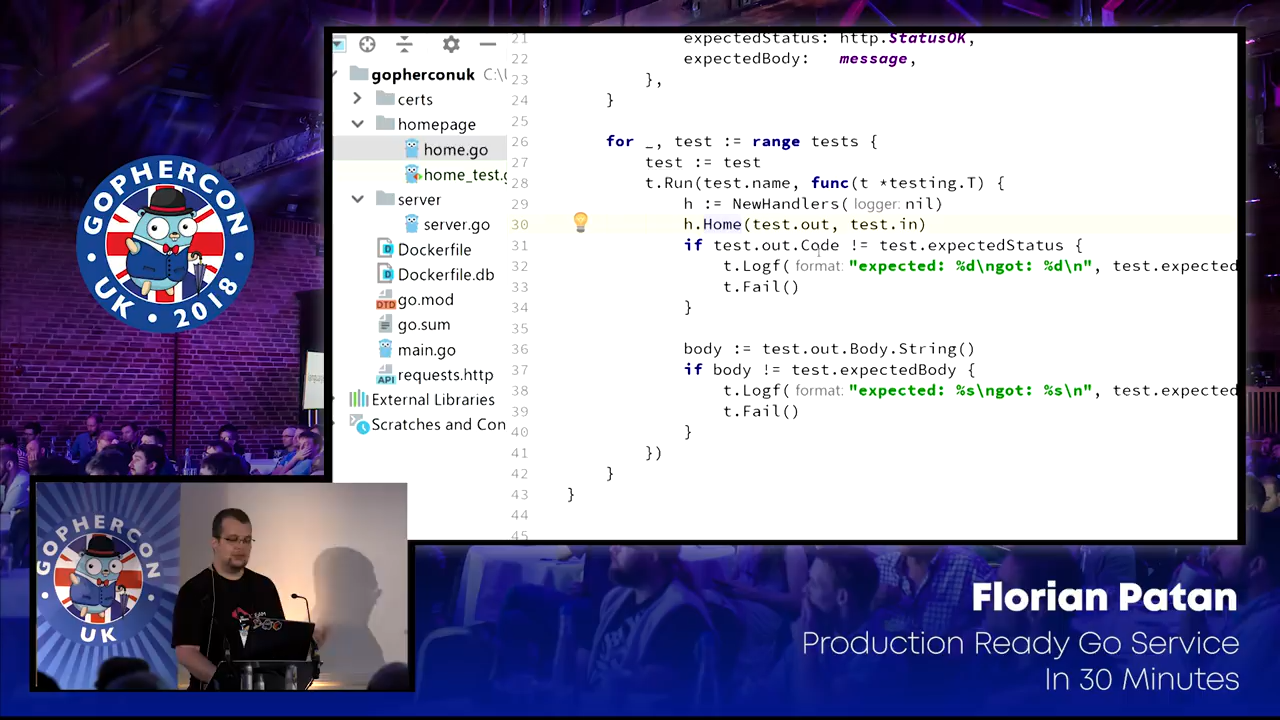 gopherconuk C:\
certs
homepage
home.go
home_test.g
server
server.go
Dockerfile
Dockerfile.db
go.mod
go.sum
main.go
requests.http
External Libraries
Scratches and Con
21 expectedStatus: http.StatusOK,
22 expectedBody: message,
23 },
24 }
25
26 for _, test := range tests {
27 test := test
28 t.Run(test.name, func(t *testing.T) {
29 h := NewHandlers( logger: nil)
30 h.Home(test.out, test.in)
31 if test.out.Code != test.expectedStatus {
32 t.Logf( format: "expected: %d\ngot: %d\n", test.expected
33 t.Fail()
34 }
35
36 body := test.out.Body.String()
37 if body != test.expectedBody {
38 t.Logf( format: "expected: %s\ngot: %s\n", test.expected
39 t.Fail()
40 }
41 })
42 }
43 }
44
45
DTD
API
GOPHERCON
UK • 2018
GOPHERCON
UK
Florian Patan
Production Ready Go Service
In 30 Minutes